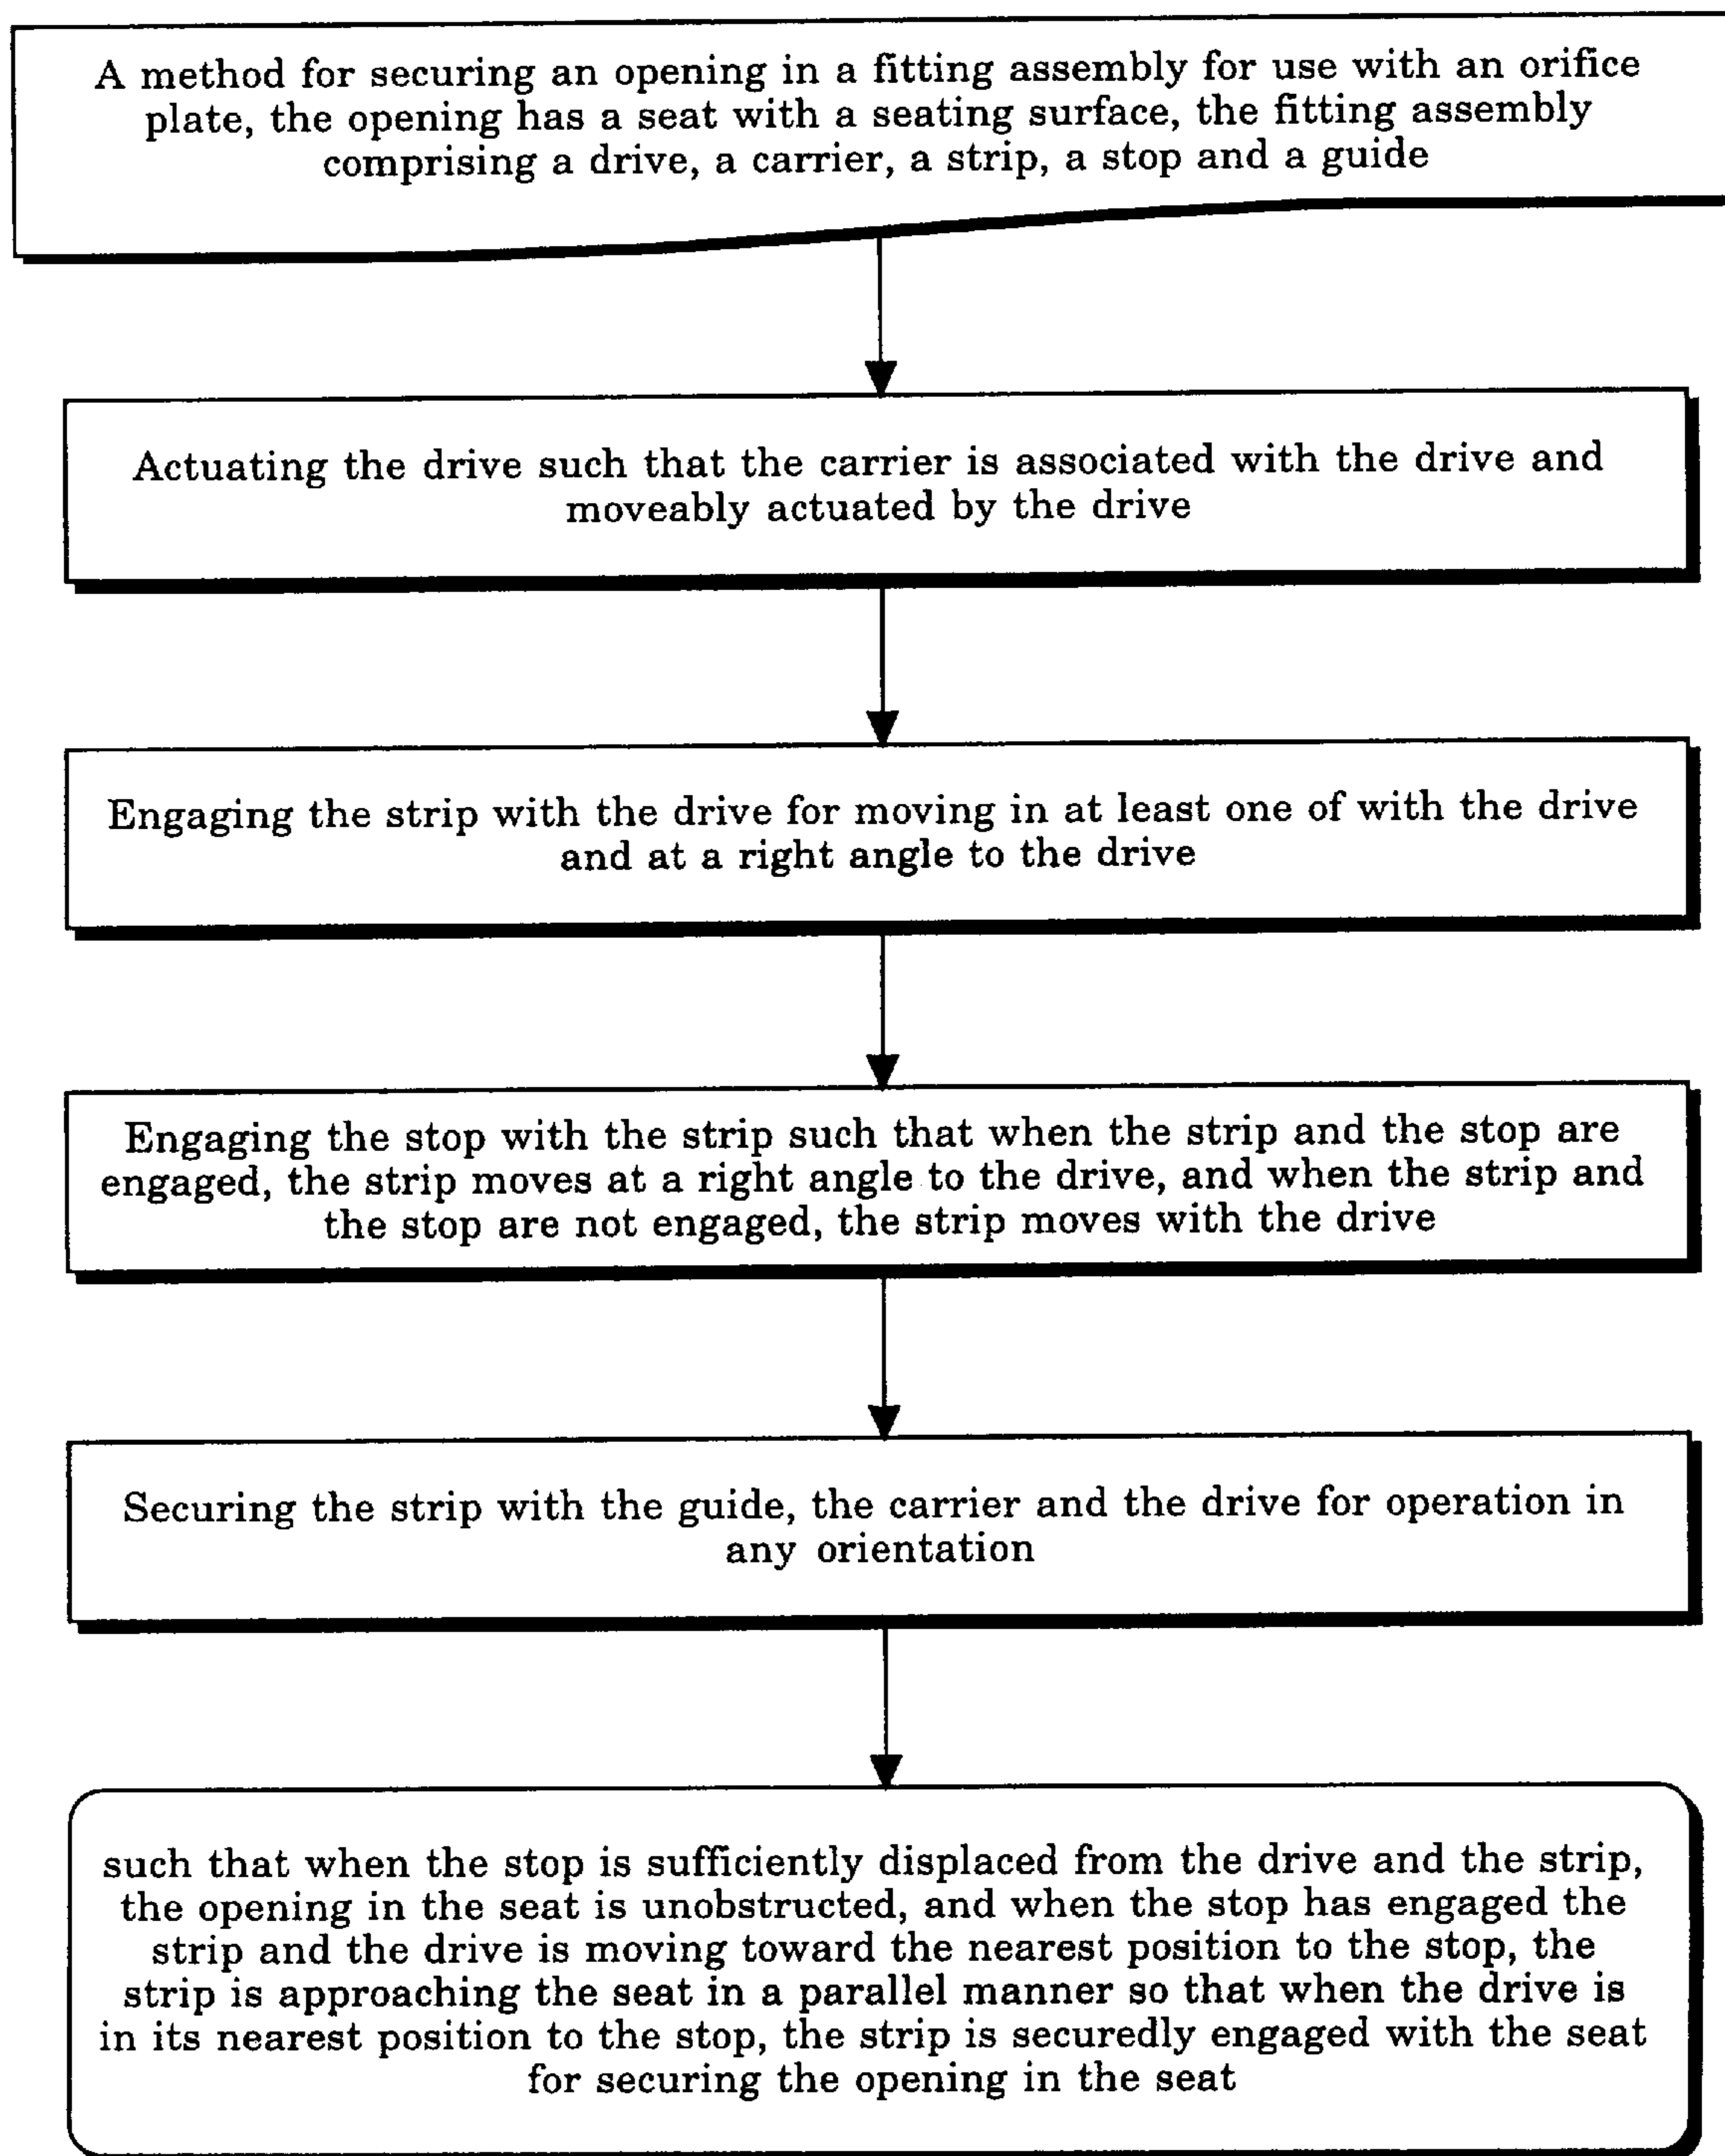 A method for securing an opening in a fitting assembly for use with an orifice
plate, the opening has a seat with a seating surface, the fitting assembly
comprising a drive, a carrier, a strip, a stop and a guide
Actuating the drive such that the carrier is associated with the drive and
moveably actuated by the drive
Engaging the strip with the drive for moving in at least one of with the drive
and at a right angle to the drive
Engaging the stop with the strip such that when the strip and the stop are
engaged, the strip moves at a right angle to the drive, and when the strip and
the stop are not engaged, the strip moves with the drive
Securing the strip with the guide, the carrier and the drive for operation in
any orientation
such that when the stop is sufficiently displaced from the drive and the strip,
the opening in the seat is unobstructed, and when the stop has engaged the
strip and the drive is moving toward the nearest position to the stop, the
strip is approaching the seat in a parallel manner so that when the drive is
in its nearest position to the stop, the strip is securedly engaged with the seat
for securing the opening in the seat